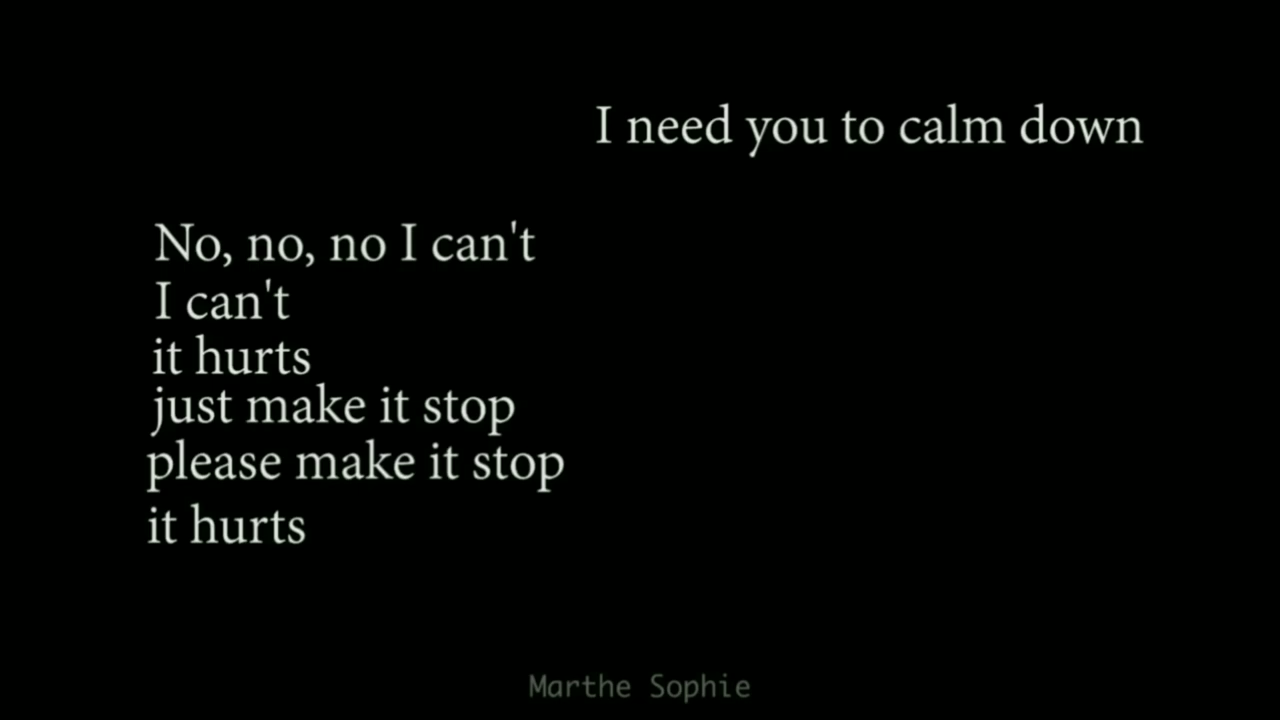 I need you to calm down
No, no, no I can't
I can't
it hurts
just make it stop
please make it stop
it hurts
Marthe Sophie